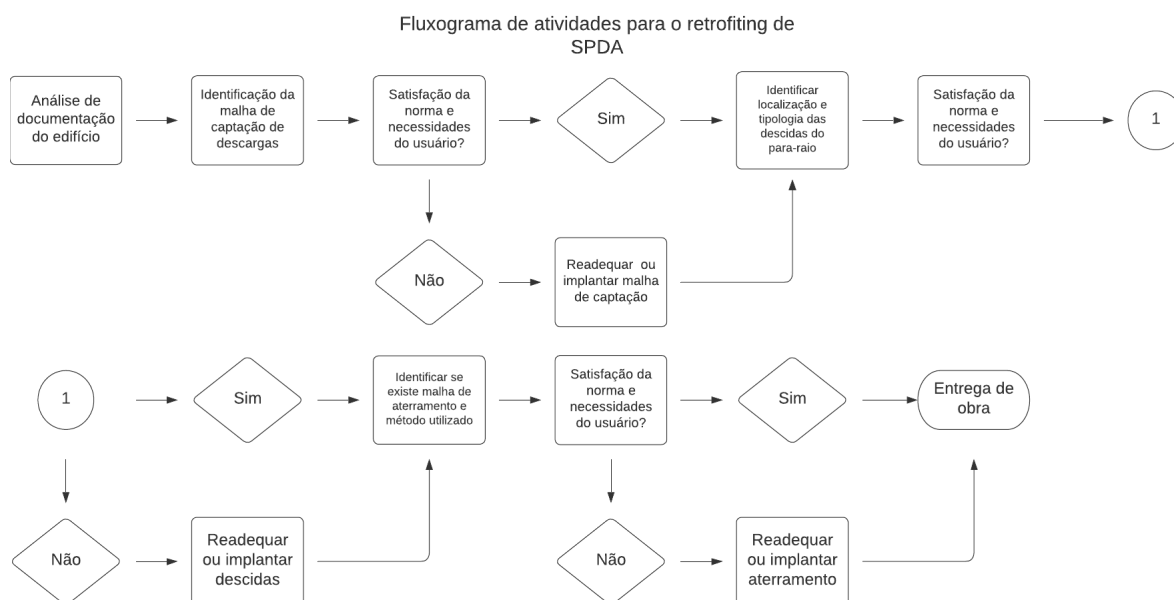 Fluxograma de atividades para o retrofiting de
SPDA
Análise de
documentação
do edifício
Identificação da
malha de
captação de
descargas
Satisfação da
norma e
necessidades
do usuário?
Sim
Identificar
localização e
tipologia das
descidas do
para-raio
Satisfação da
norma e
necessidades
do usuário?
1
Não
Readequar ou
implantar malha
de captação
1
Sim
Identificar se
existe malha de
aterramento e
método utilizado
Satisfação da
norma e
necessidades
do usuário?
Sim
Entrega de
obra
Não
Readequar
ou implantar
descidas
Não
Readequar
ou implantar
aterramento